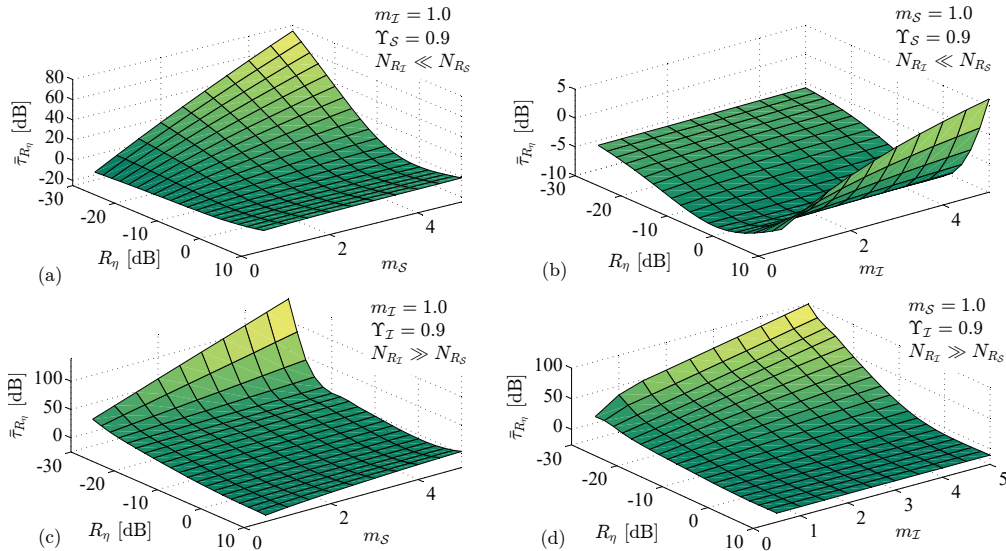 m_I = 1.0
Υ_S = 0.9
N_{R_I} ≪ N_{R_S}
80
60
40
20
0
-20
-30
τ̄_{R_η} [dB]
-20
-10
0
10
R_η [dB]
0
2
4
m_S
(a)
m_S = 1.0
Υ_S = 0.9
N_{R_I} ≪ N_{R_S}
5
0
-5
-10
-30
τ̄_{R_η} [dB]
-20
-10
0
10
R_η [dB]
0
2
4
m_I
(b)
m_I = 1.0
Υ_I = 0.9
N_{R_I} ≫ N_{R_S}
100
50
0
-30
τ̄_{R_η} [dB]
-20
-10
0
10
R_η [dB]
0
2
4
m_S
(c)
m_S = 1.0
Υ_I = 0.9
N_{R_I} ≫ N_{R_S}
100
50
0
-30
τ̄_{R_η} [dB]
-20
-10
0
10
R_η [dB]
0
1
2
3
4
5
m_I
(d)